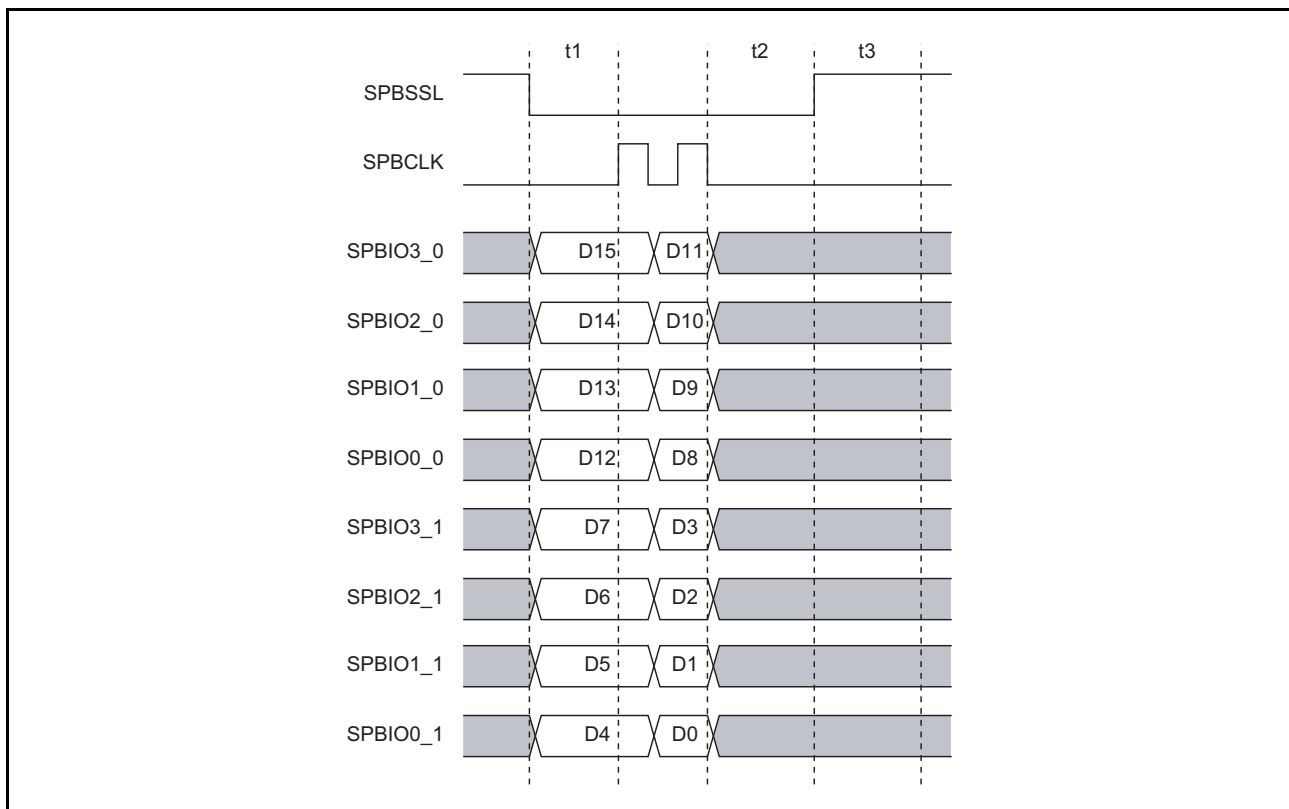 t1 t2 t3
SPBSSL
SPBCLK
SPBIO3_0 D15 D11
SPBIO2_0 D14 D10
SPBIO1_0 D13 D9
SPBIO0_0 D12 D8
SPBIO3_1 D7 D3
SPBIO2_1 D6 D2
SPBIO1_1 D5 D1
SPBIO0_1 D4 D0